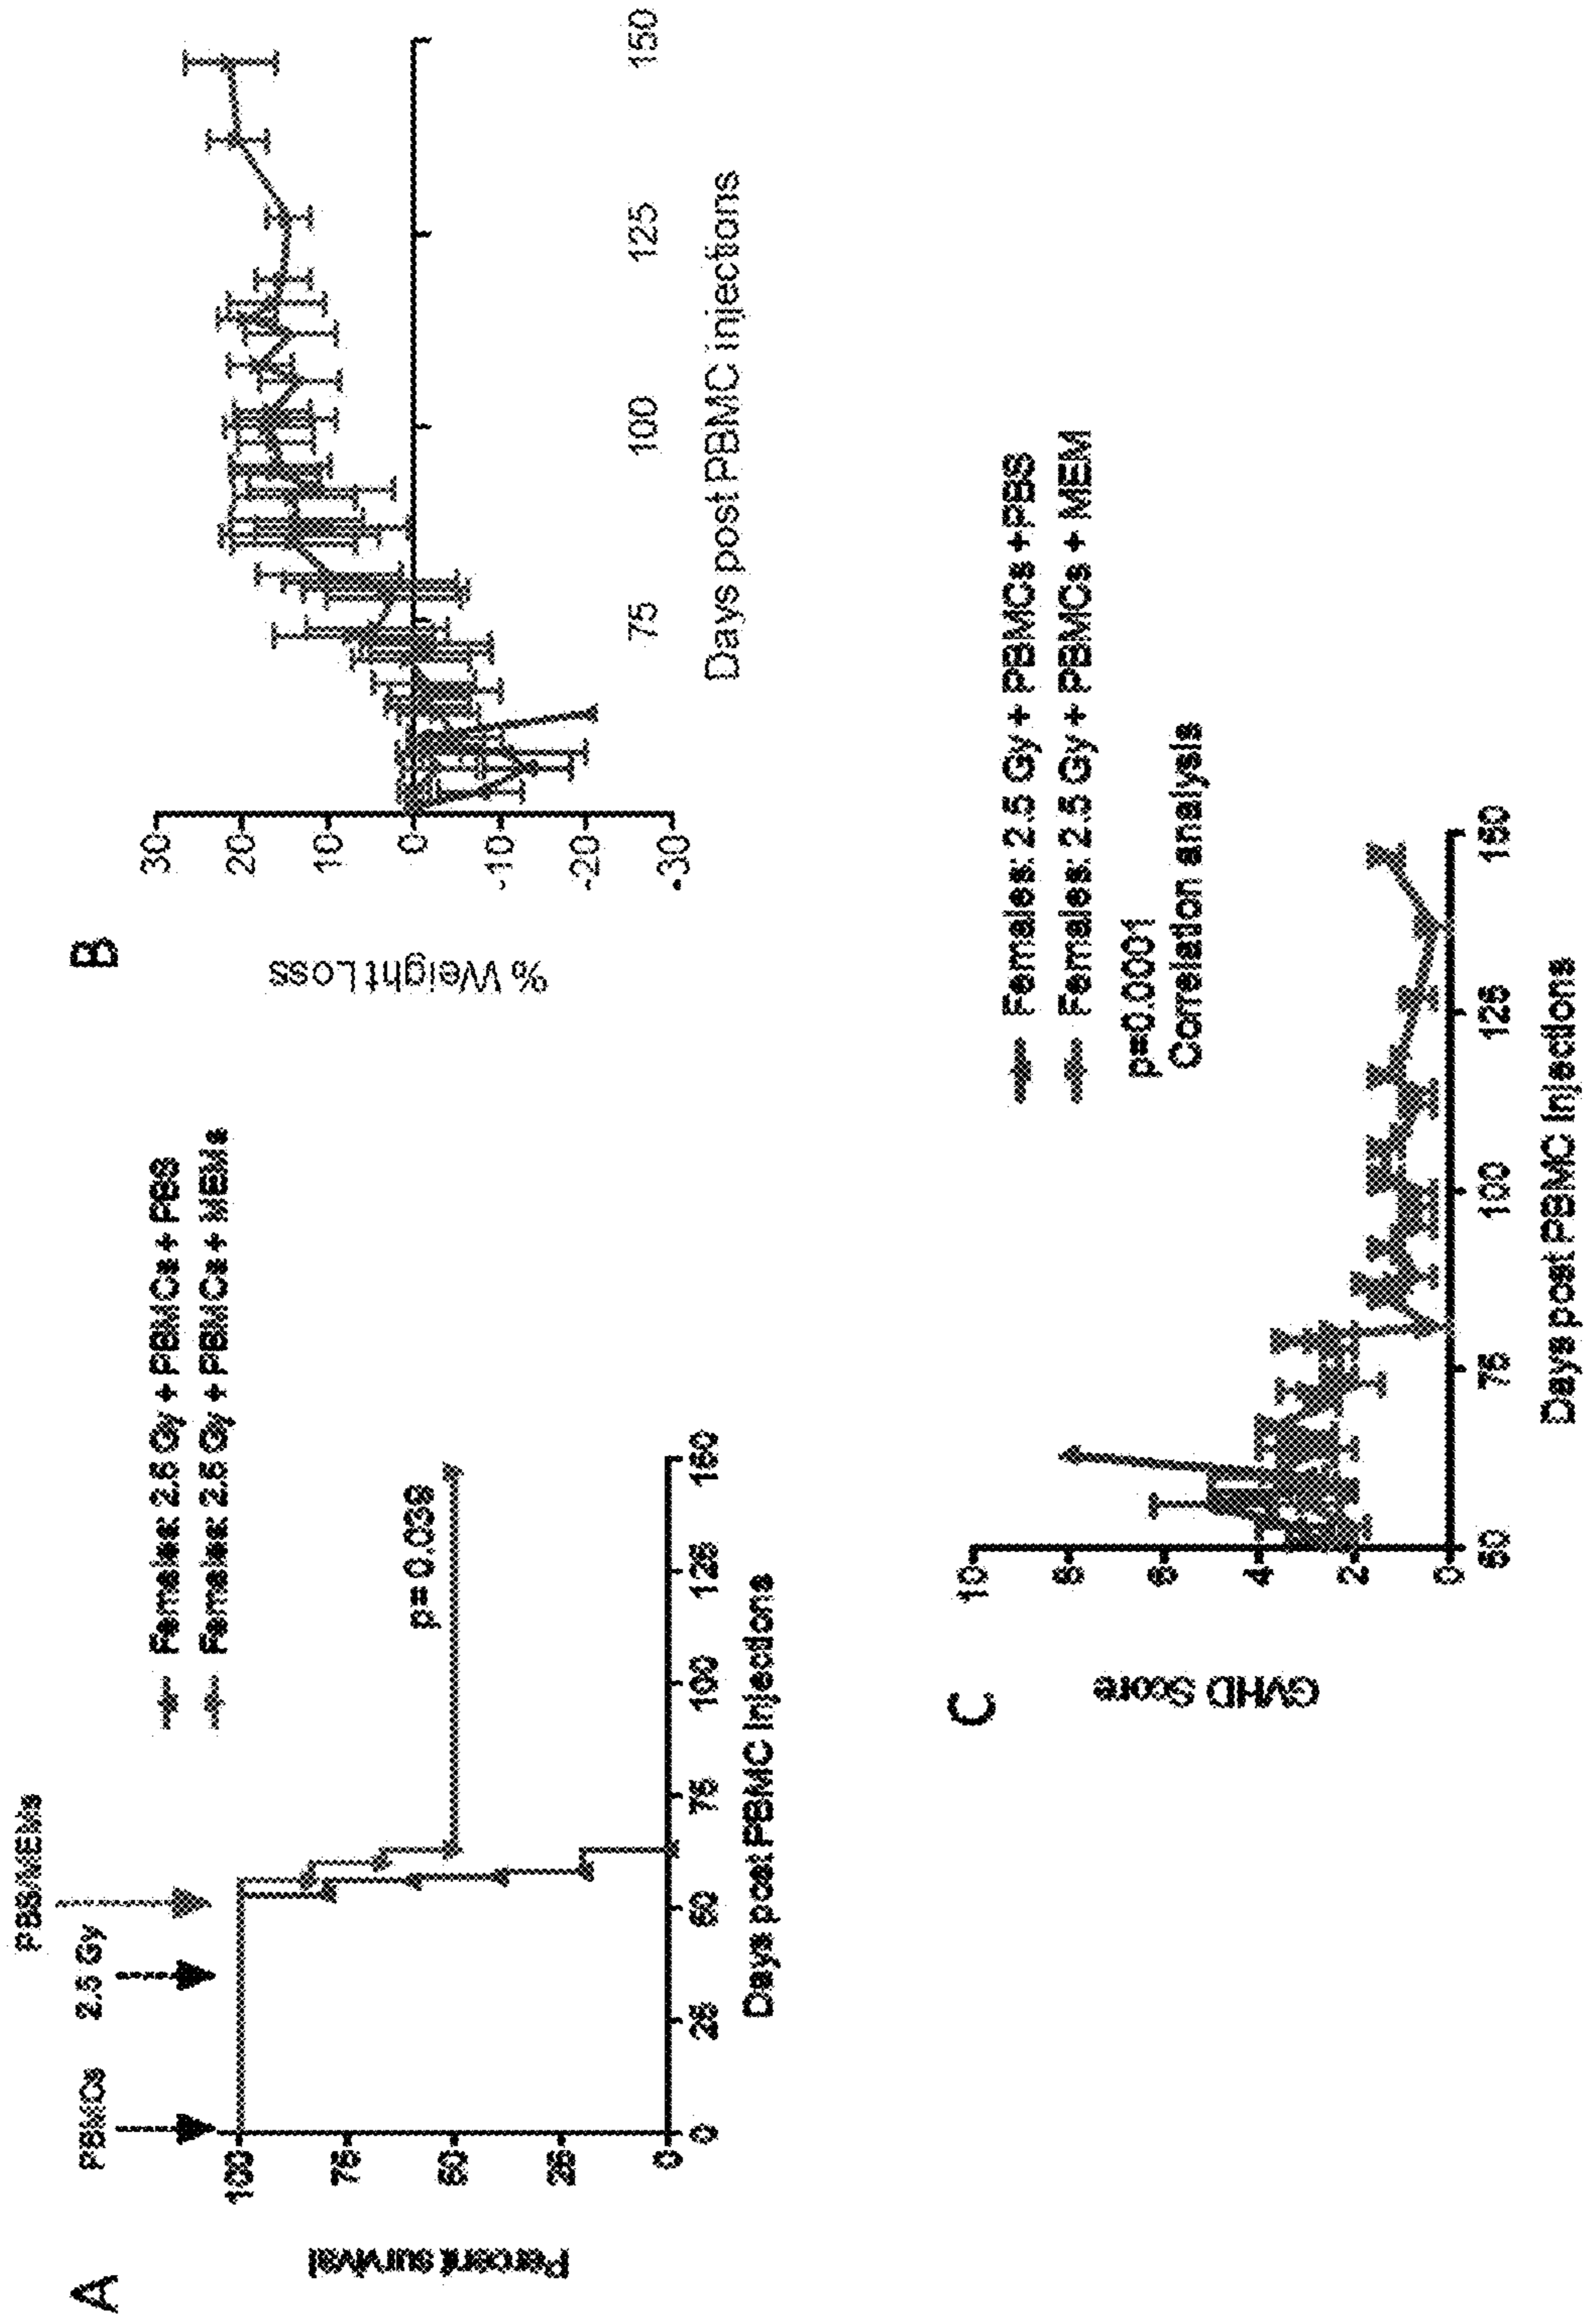 A
PBS/MEMs
PBMCs
2.5 Gy
Females: 2.5 Gy + PBMCs + PBS
Females: 2.5 Gy + PBMCs + MEMs
Percent survival
100
75
50
25
0
p= 0.039
0
25
50
75
100
125
150
Days post PBMC Injections
B
% Weight Loss
30
20
10
0
-10
-20
-30
75
100
125
150
Days post PBMC injections
C
GVHD Score
10
8
6
4
2
0
50
75
100
125
150
Days post PBMC Injections
Females: 2.5 Gy + PBMCs +PBS
Females: 2.5 Gy + PBMCs + MEM
p=0.0001
Correlation analysis